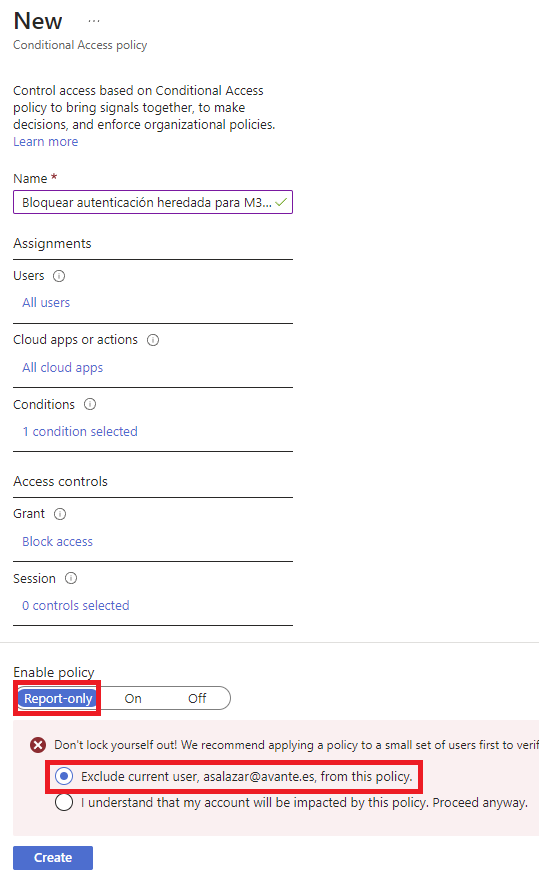 New ...
Conditional Access policy
Control access based on Conditional Access
policy to bring signals together, to make
decisions, and enforce organizational policies.
Learn more
Name *
Bloquear autenticación heredada para M3...
Assignments
Users
All users
Cloud apps or actions
All cloud apps
Conditions
1 condition selected
Access controls
Grant
Block access
Session
0 controls selected
Enable policy
Report-only On Off
Don't lock yourself out! We recommend applying a policy to a small set of users first to verif
Exclude current user, asalazar@avante.es, from this policy.
I understand that my account will be impacted by this policy. Proceed anyway.
Create